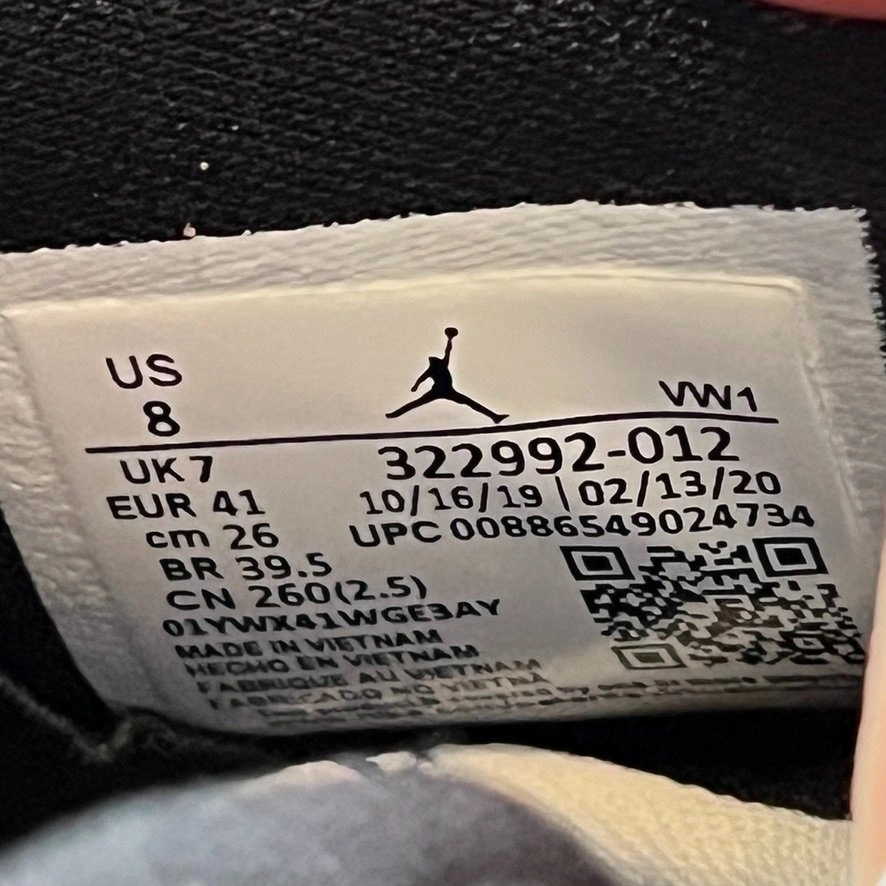 US
8
VW1
UK 7
322992-012
EUR 41
10/16/19 | 02/13/20
cm 26
UPC 00886549024734
BR 39.5
CN 260(2.5)
01YWX41WGE3AY
MADE IN VIETNAM
HECHO EN VIETNAM
FABRIQUE AU VIETNAM
FABRICADO NO VIETNÃ